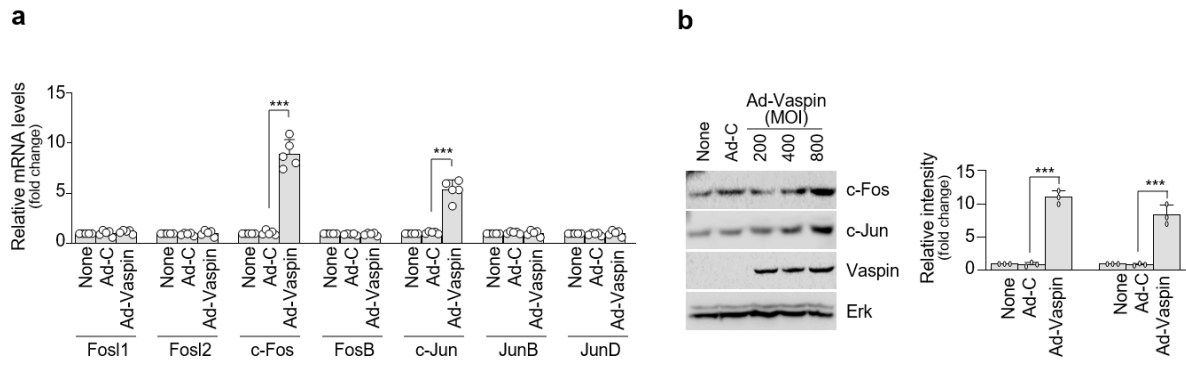 a
Relative mRNA levels
(fold change)
15
10
5
0
***
***
None
Ad-C
Ad-Vaspin
None
Ad-C
Ad-Vaspin
None
Ad-C
Ad-Vaspin
None
Ad-C
Ad-Vaspin
None
Ad-C
Ad-Vaspin
None
Ad-C
Ad-Vaspin
None
Ad-C
Ad-Vaspin
Fosl1
Fosl2
c-Fos
FosB
c-Jun
JunB
JunD
b
Ad-Vaspin
(MOI)
None
Ad-C
200
400
800
c-Fos
c-Jun
Vaspin
Erk
Relative intensity
(fold change)
15
10
5
0
***
***
None
Ad-C
Ad-Vaspin
None
Ad-C
Ad-Vaspin